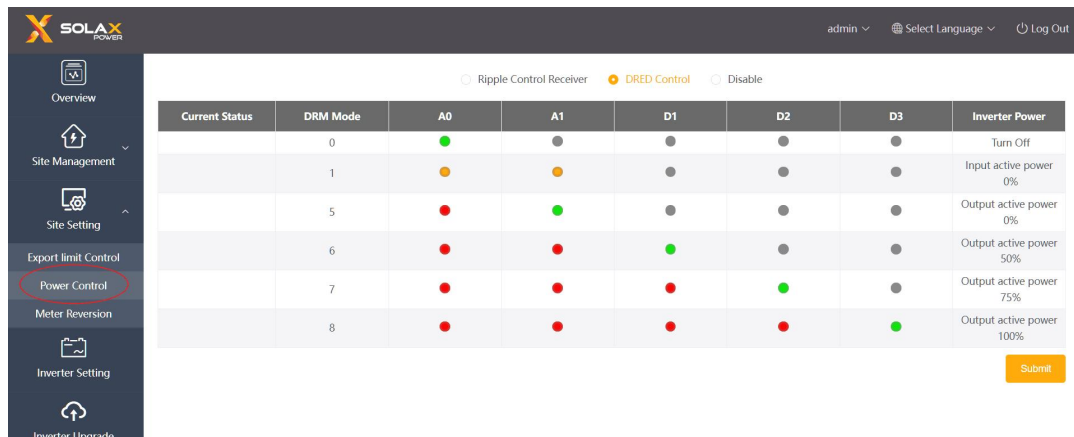 SOLAX
POWER
admin
Select Language
Log Out
Overview
Site Management
Site Setting
Export limit Control
Power Control
Meter Reversion
Inverter Setting
Inverter Upgrade
Ripple Control Receiver DRED Control Disable
Current Status DRM Mode A0 A1 D1 D2 D3 Inverter Power
0 Turn Off
1 Input active power
0%
5 Output active power
0%
6 Output active power
50%
7 Output active power
75%
8 Output active power
100%
Submit